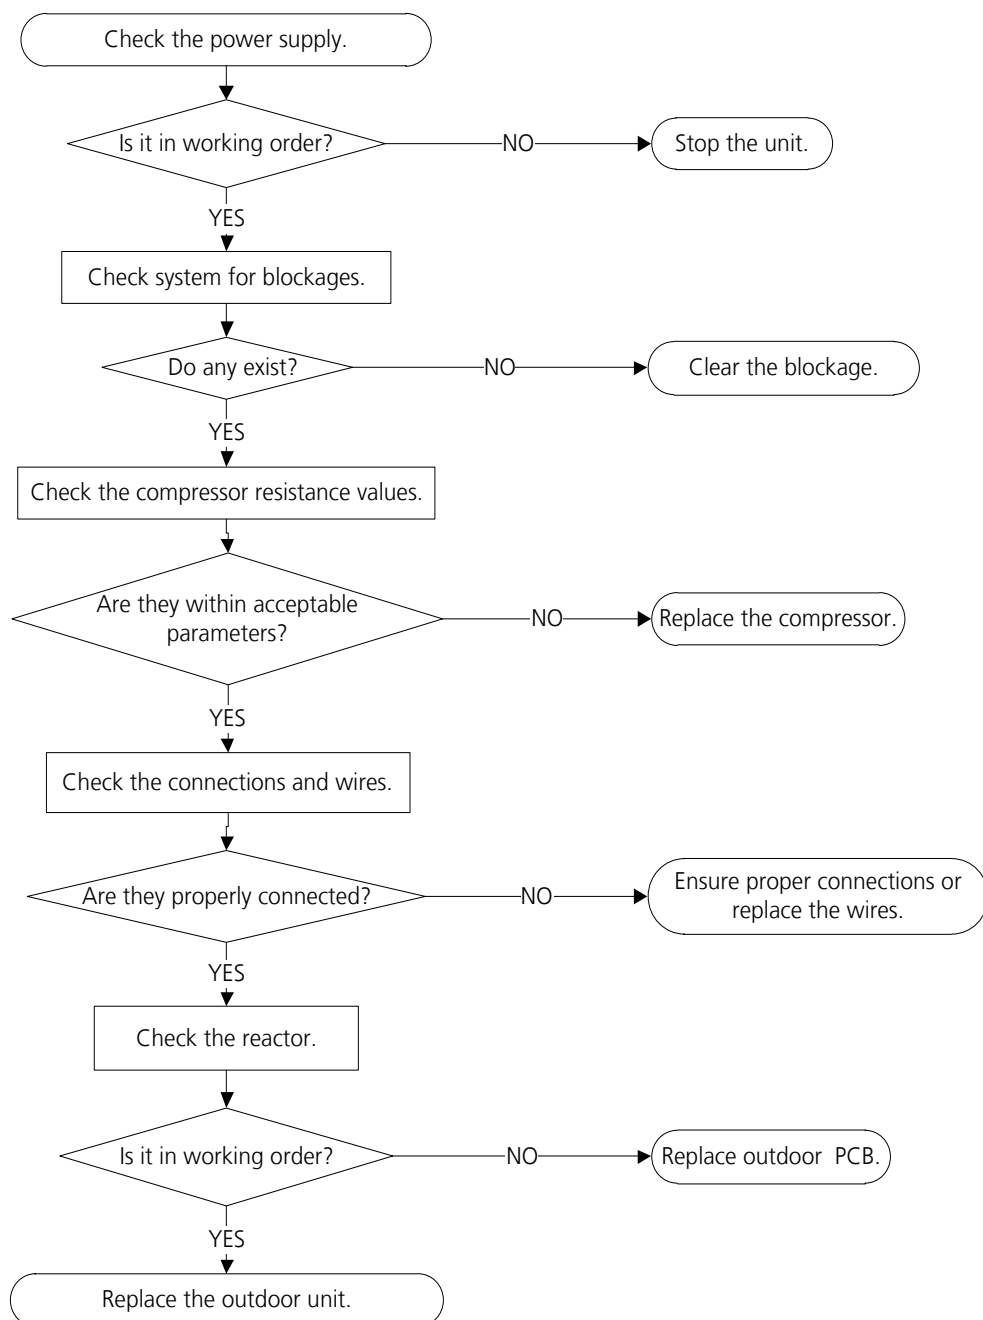 Check the power supply.
Is it in working order?
NO
Stop the unit.
YES
Check system for blockages.
Do any exist?
NO
Clear the blockage.
YES
Check the compressor resistance values.
Are they within acceptable
parameters?
NO
Replace the compressor.
YES
Check the connections and wires.
Are they properly connected?
NO
Ensure proper connections or
replace the wires.
YES
Check the reactor.
Is it in working order?
NO
Replace outdoor PCB.
YES
Replace the outdoor unit.